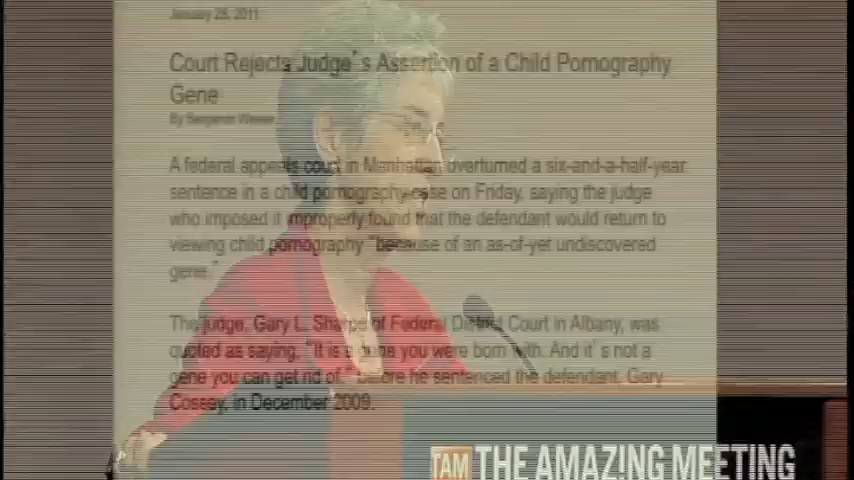 January 28, 2011
Court Rejects Judge's Assertion of a Child Pornography
Gene
By Benjamin Weiser
A federal appeals court in Manhattan overturned a six-and-a-half-year
sentence in a child pornography case on Friday, saying the judge
who imposed it improperly found that the defendant would return to
viewing child pornography "because of an as-of-yet undiscovered
gene."
The judge, Gary L. Sharpe of Federal District Court in Albany, was
quoted as saying, "It is a gene you were born with. And it's not a
gene you can get rid of," before he sentenced the defendant, Gary
Cossey, in December 2009.
TAM THE AMAZ!NG MEETING